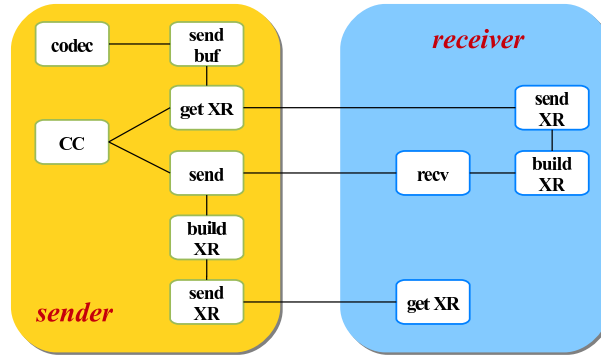 codec
send
buf
receiver
get XR
send
XR
CC
send
recv
build
XR
build
XR
sender
send
XR
get XR